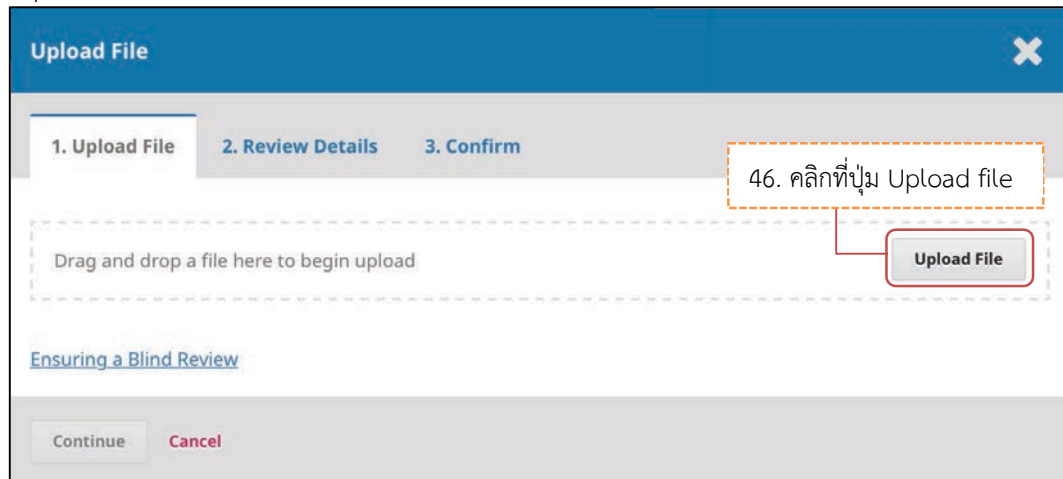 Upload File
1. Upload File 2. Review Details 3. Confirm
46. คลิกที่ปุ่ม Upload file
Drag and drop a file here to begin upload Upload File
Ensuring a Blind Review
Continue Cancel